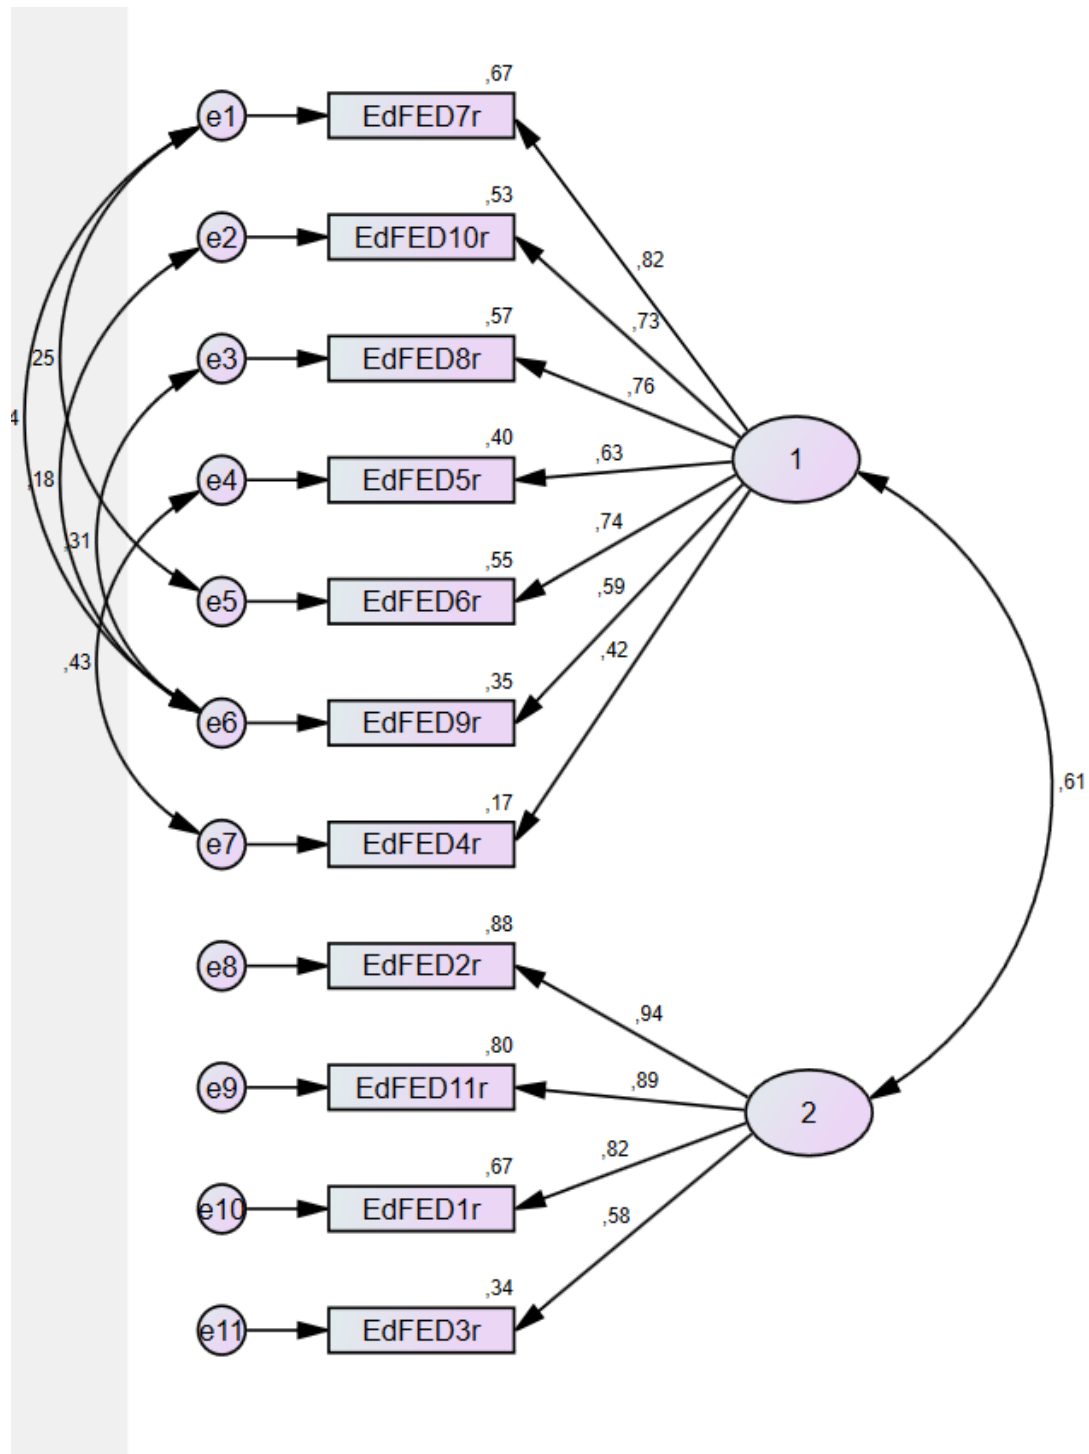 ,67
e1 EdFED7r
,53
e2 EdFED10r
,82
,57
,73
25 e3 EdFED8r
,76
4
,40
,63
1
,18 e4 EdFED5r
,74
,31
,55
,59
e5 EdFED6r
,42
,43
,35
e6 EdFED9r
,61
,17
e7 EdFED4r
,88
e8 EdFED2r
,94
,80
,89
e9 EdFED11r
2
,82
,67
e10 EdFED1r
,58
,34
e11 EdFED3r